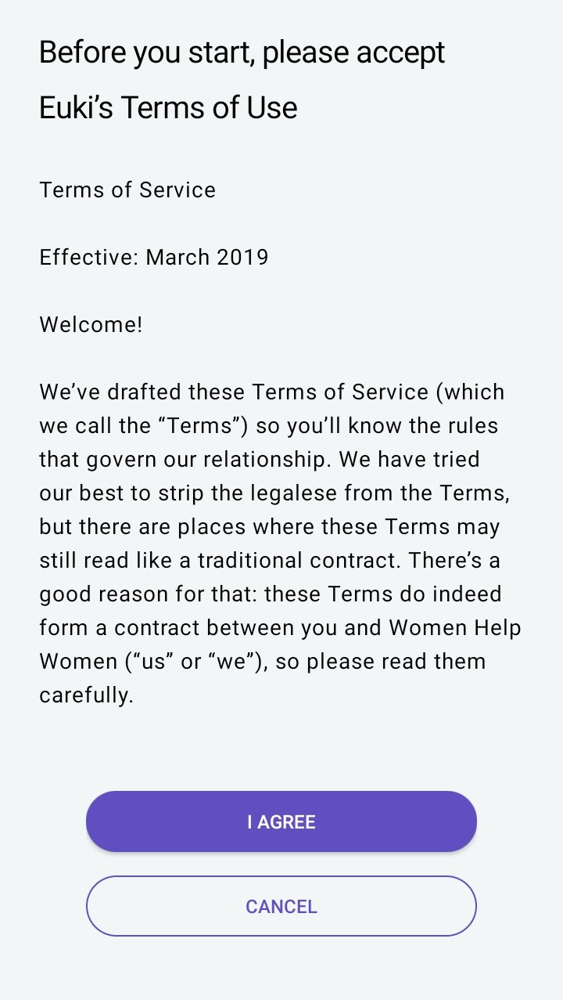 Before you start, please accept
Euki’s Terms of Use
Terms of Service
Effective: March 2019
Welcome!
We’ve drafted these Terms of Service (which
we call the “Terms”) so you’ll know the rules
that govern our relationship. We have tried
our best to strip the legalese from the Terms,
but there are places where these Terms may
still read like a traditional contract. There’s a
good reason for that: these Terms do indeed
form a contract between you and Women Help
Women (“us” or “we”), so please read them
carefully.
I AGREE
CANCEL